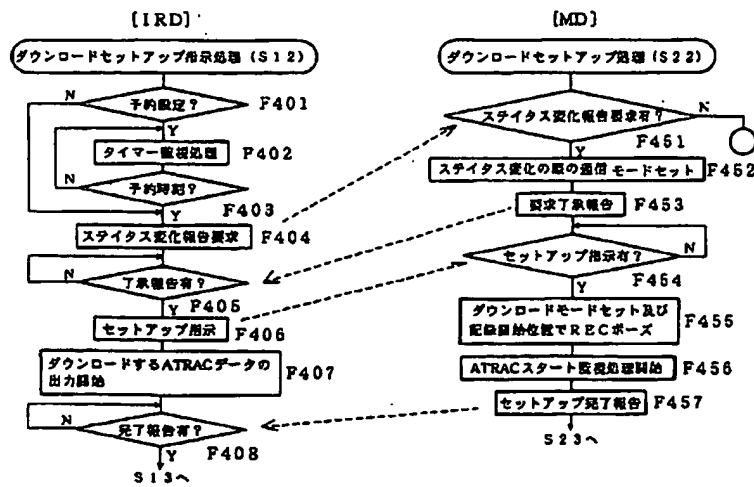 [IRD]
ダウンロードセットアップ指示処理(S12)
N
予約設定?
F401
Y
タイマー監視処理
F402
N
予約時刻?
F403
Y
ステイタス変化報告要求
F404
N
了承報告有?
F405
Y
セットアップ指示
F406
ダウンロードするATRACデータの
出力開始
F407
N
完了報告有?
F408
Y
S13へ
[MD]
ダウンロードセットアップ処理(S22)
ステイタス変化報告要求有?
N
F451
Y
ステイタス変化の際の通信モードセット
F452
要求了承報告
F453
セットアップ指示有?
N
F454
Y
ダウンロードモードセット及び
記録開始位置でRECポーズ
F455
ATRACスタート監視処理開始
F456
セットアップ完了報告
F457
S23へ